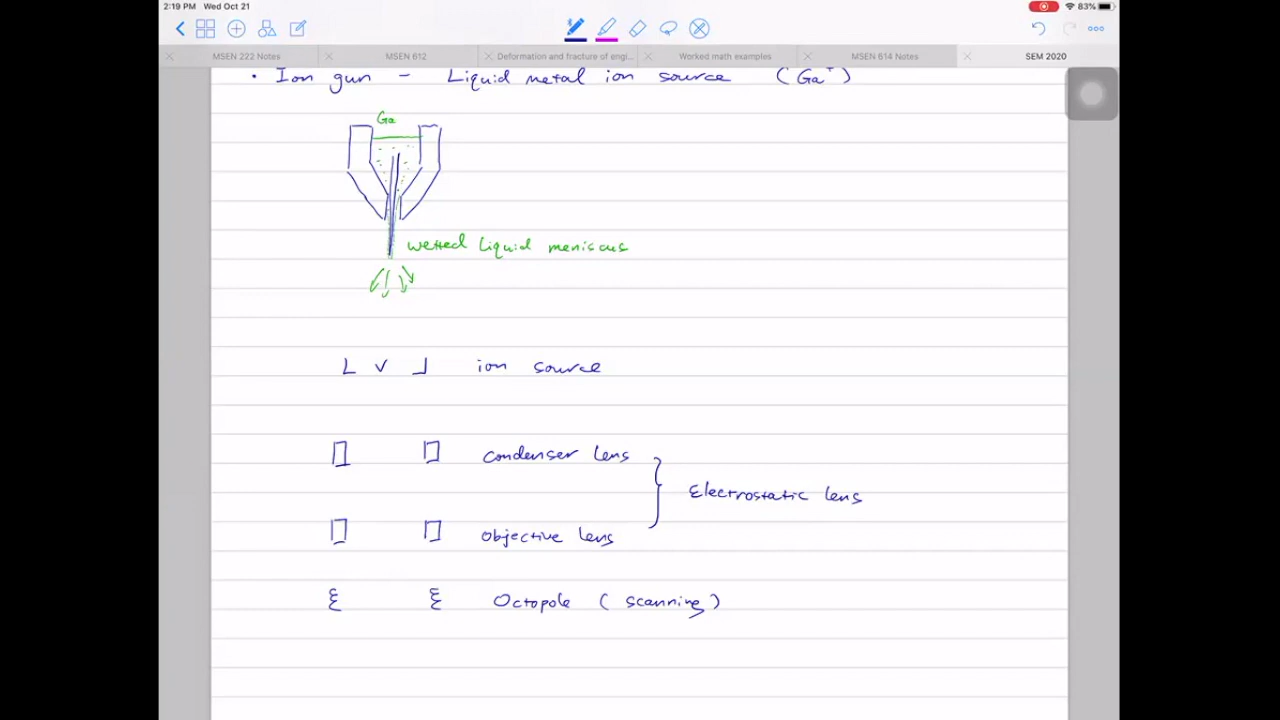 2:19 PM Wed Oct 21
83%
MSEN 222 Notes
MSEN 612
Deformation and fracture of engi...
Worked math examples
MSEN 614 Notes
SEM 2020
• Ion gun - Liquid metal ion source (Ga⁺)
Ga
wetted liquid meniscus
ion source
condenser lens
Electrostatic lens
objective lens
Octopole (scanning)